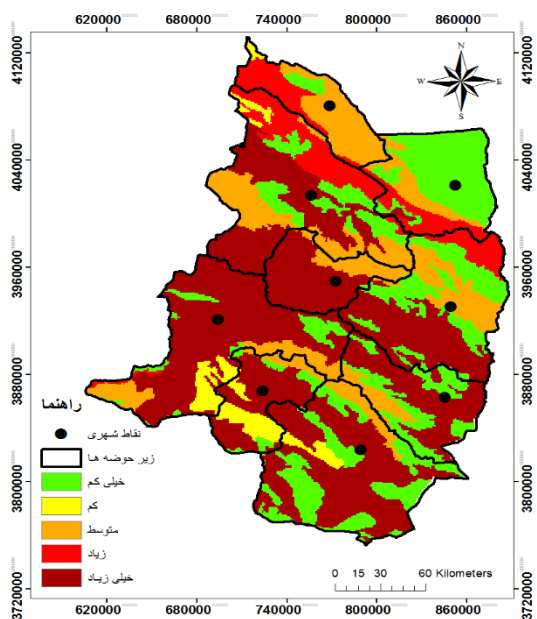 620000 680000 740000 800000 860000
4120000 4120000
4040000 4040000
3960000 3960000
3880000 3880000
3800000 3800000
3720000 3720000
N
W E
S
راهنما
نقاط شهری
زیر حوضه ها
خیلی کم
کم
متوسط
زیاد
خیلی زیاد
0 15 30 60 Kilometers
620000 680000 740000 800000 860000